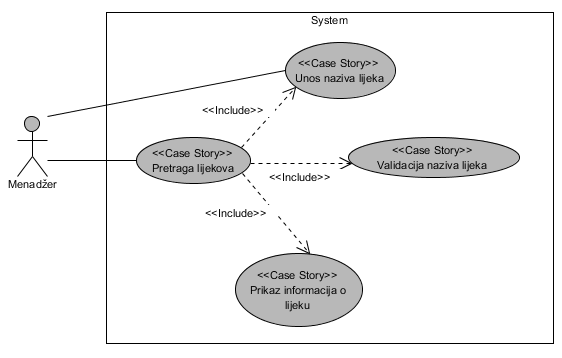 System
<<Case Story>>
Unos naziva lijeka
<<Include>>
<<Case Story>>
Pretraga lijekova
<<Case Story>>
Validacija naziva lijeka
<<Include>>
Menadžer
<<Include>>
<<Case Story>>
Prikaz informacija o
lijeku